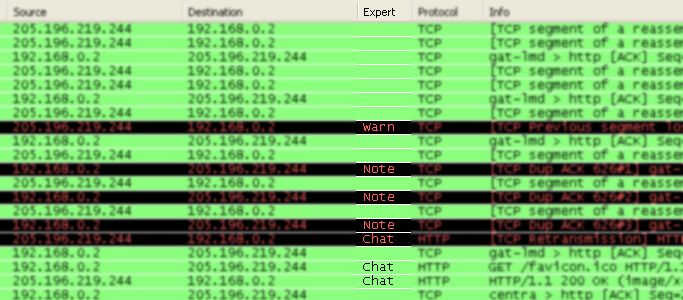 Source Destination Expert Protocol Info
205.196.219.244 192.168.0.2 TCP [TCP segment of a reassem
205.196.219.244 192.168.0.2 TCP [TCP segment of a reassem
192.168.0.2 205.196.219.244 TCP gat-lmd > http [ACK] Seq=
205.196.219.244 192.168.0.2 TCP [TCP segment of a reassem
205.196.219.244 192.168.0.2 TCP [TCP segment of a reassem
192.168.0.2 205.196.219.244 TCP gat-lmd > http [ACK] Seq=
205.196.219.244 192.168.0.2 TCP [TCP segment of a reassem
205.196.219.244 192.168.0.2 Warn TCP [TCP Previous segment los
192.168.0.2 205.196.219.244 TCP gat-lmd > http [ACK] Seq=
205.196.219.244 192.168.0.2 TCP [TCP segment of a reassem
192.168.0.2 205.196.219.244 Note TCP [TCP Dup ACK 626#1] gat-
205.196.219.244 192.168.0.2 TCP [TCP segment of a reassem
192.168.0.2 205.196.219.244 Note TCP [TCP Dup ACK 626#2] gat-
205.196.219.244 192.168.0.2 TCP [TCP segment of a reassem
192.168.0.2 205.196.219.244 Note TCP [TCP Dup ACK 626#3] gat-
205.196.219.244 192.168.0.2 Chat HTTP [TCP Retransmission] HTT
192.168.0.2 205.196.219.244 TCP gat-lmd > http [ACK] Seq=
192.168.0.2 205.196.219.244 Chat HTTP GET /favicon.ico HTTP/1.1
205.196.219.244 192.168.0.2 Chat HTTP HTTP/1.1 200 OK (image/x-
192.168.0.2 205.196.219.244 TCP centra > http [ACK] Seq=